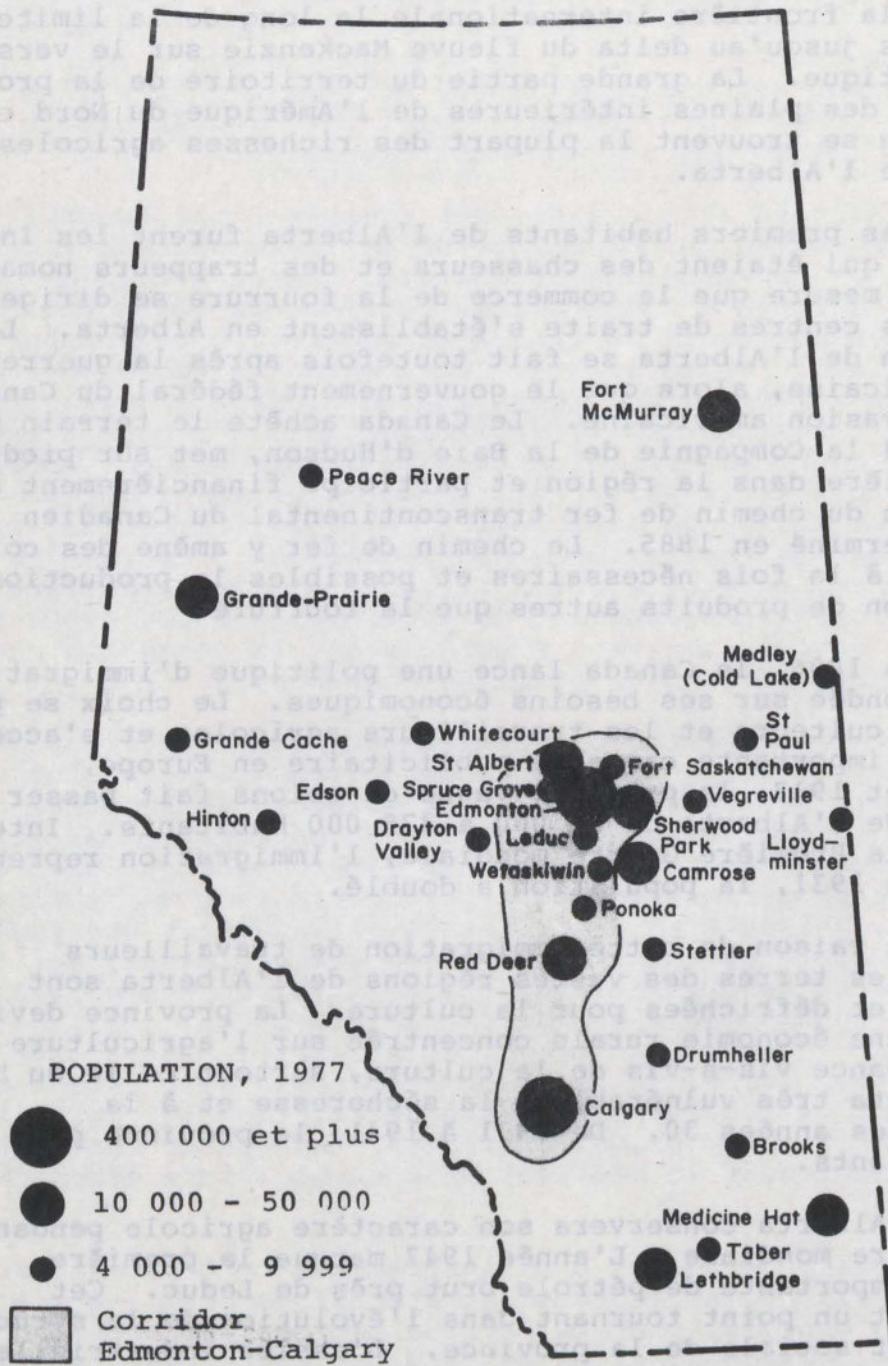 Fort
McMurray
Peace River
Grande-Prairie
Medley
(Cold Lake)
Grande Cache
Whitecourt
St
Paul
St Albert
Fort Saskatchewan
Edson
Spruce Grove
Vegreville
Edmonton
Hinton
Drayton
Valley
Leduc
Sherwood
Park
Lloyd-
minster
Wetaskiwin
Camrose
Ponoka
Red Deer
Stettler
Drumheller
Calgary
Brooks
Medicine Hat
Taber
Lethbridge
POPULATION, 1977
400 000 et plus
10 000 - 50 000
4 000 - 9 9999
Corridor
Edmonton-Calgary